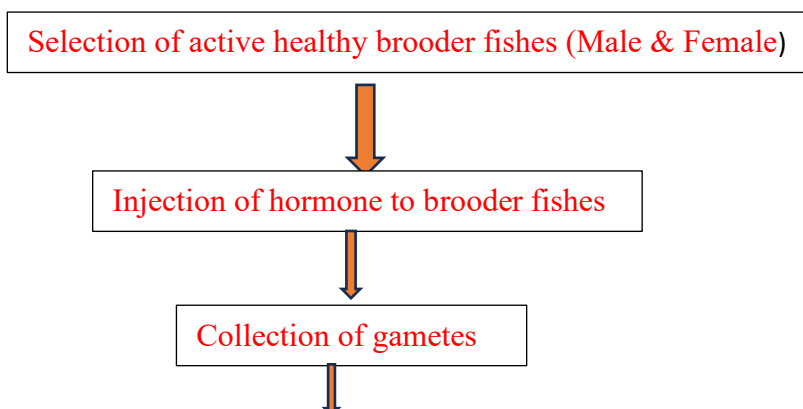 Selection of active healthy brooder fishes (Male & Female)
Injection of hormone to brooder fishes
Collection of gametes